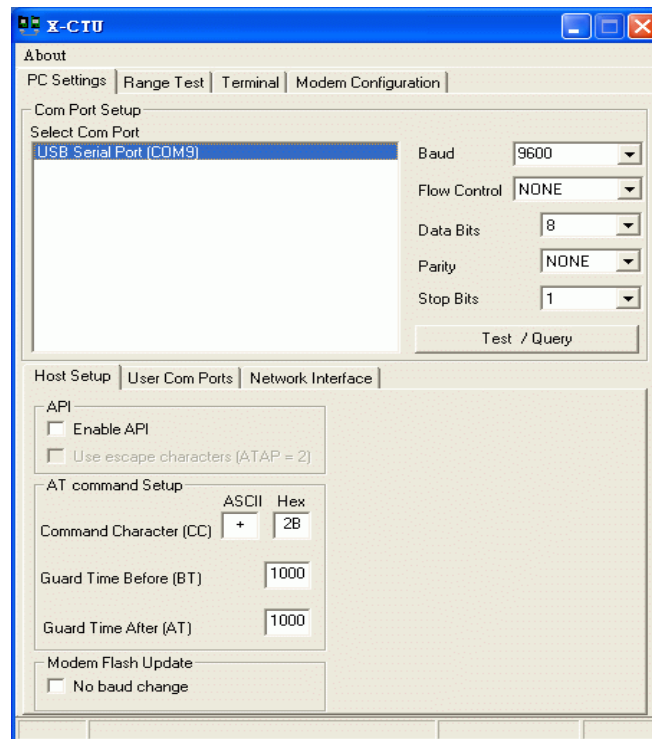 X-CTU
About
PC Settings Range Test Terminal Modem Configuration
Com Port Setup
Select Com Port
USB Serial Port (COM9)
Baud 9600
Flow Control NONE
Data Bits 8
Parity NONE
Stop Bits 1
Test / Query
Host Setup User Com Ports Network Interface
API
Enable API
Use escape characters (ATAP = 2)
AT command Setup
ASCII Hex
Command Character (CC) + 2B
Guard Time Before (BT) 1000
Guard Time After (AT) 1000
Modem Flash Update
No baud change